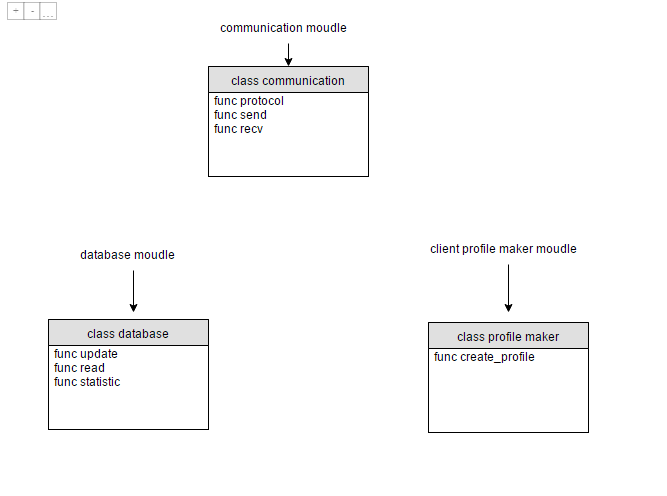 + - ...
communication moudle
class communication
func protocol
func send
func recv
database moudle
class database
func update
func read
func statistic
client profile maker moudle
class profile maker
func create_profile